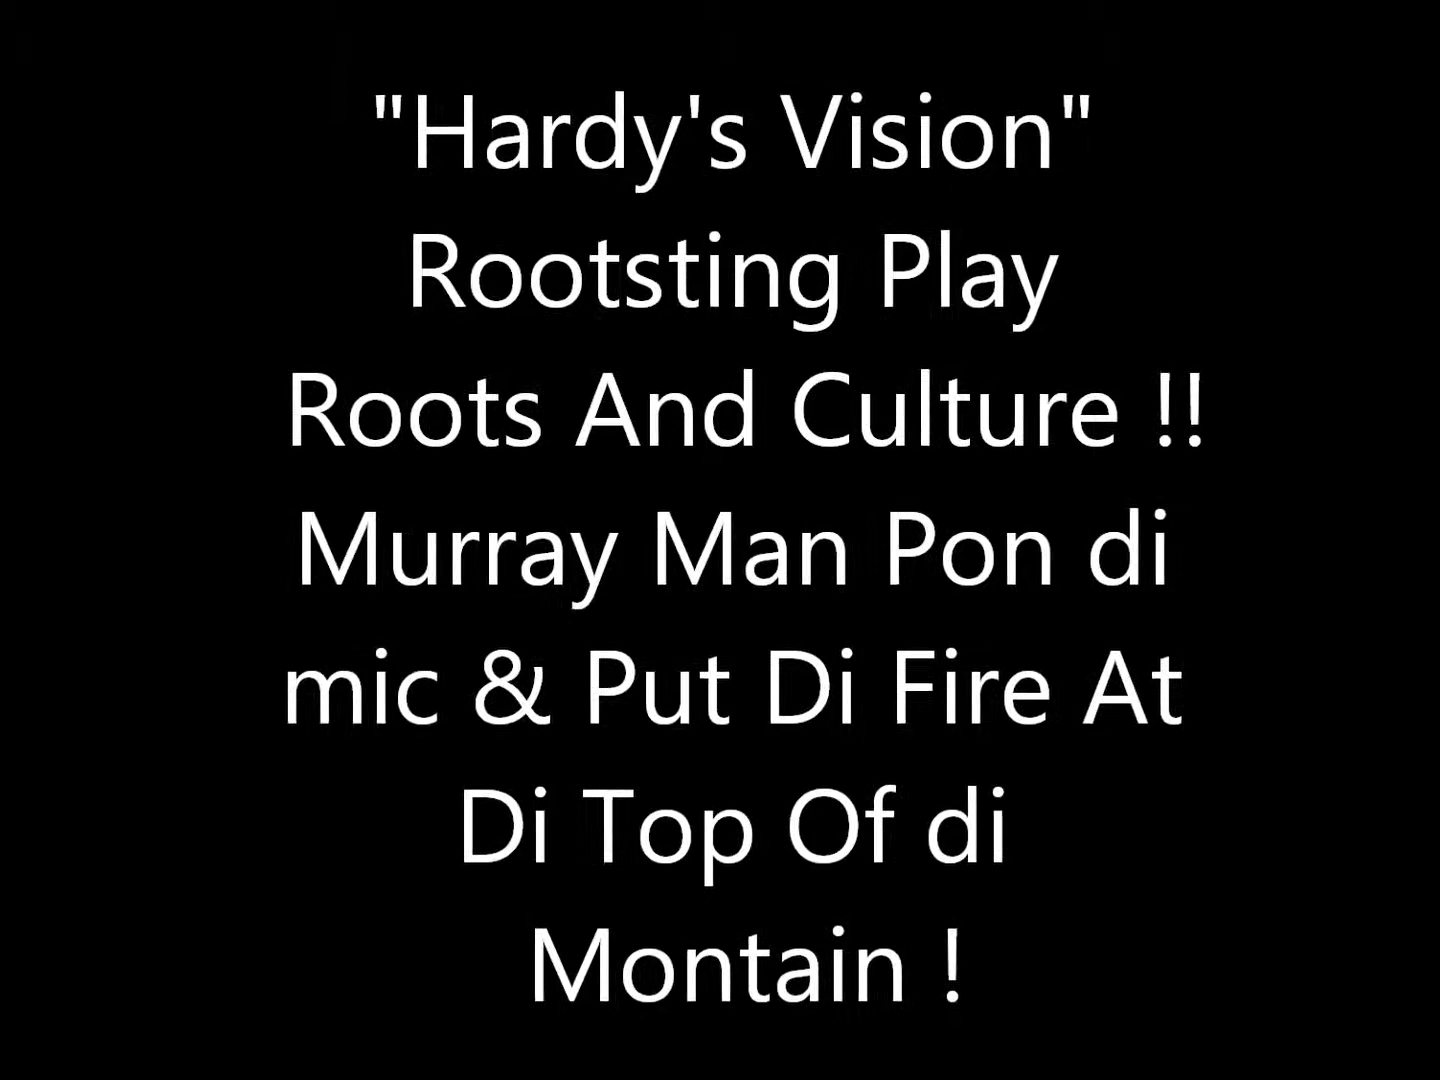 "Hardy's Vision"
Rootsting Play
Roots And Culture !!
Murray Man Pon di
mic & Put Di Fire At
Di Top Of di
Montain !